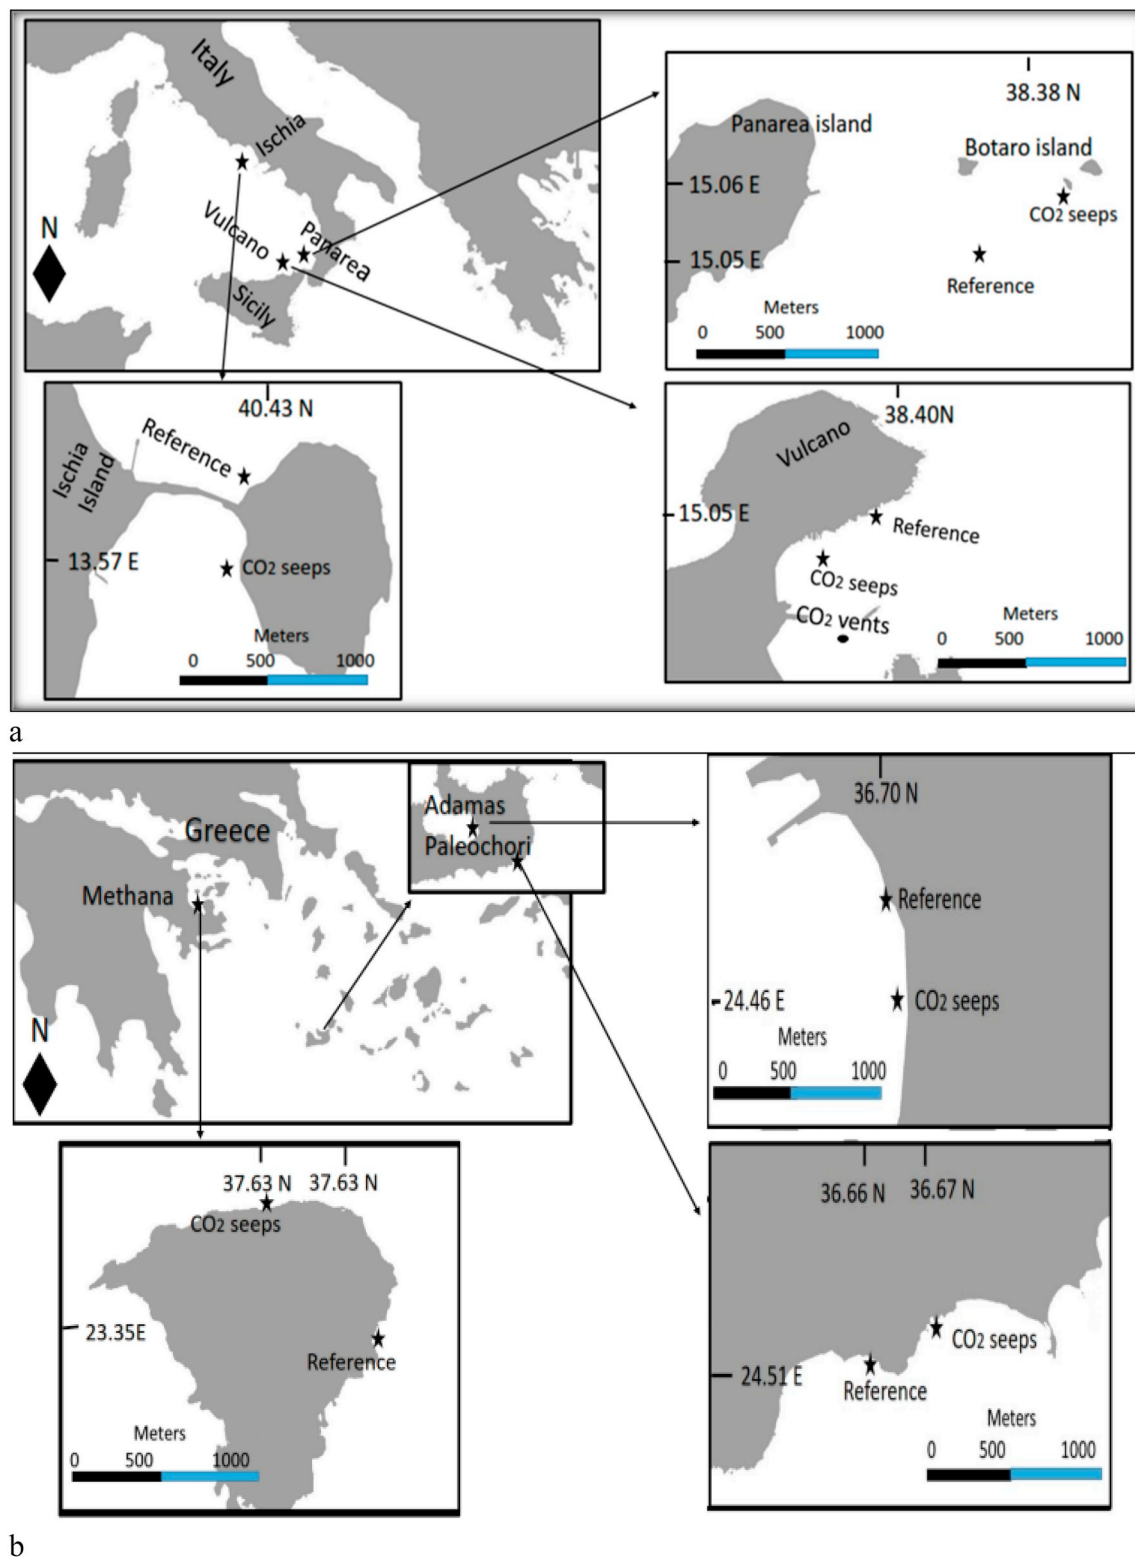 Italy
Ischia
Vulcano
Panarea
Sicily
N
38.38 N
Panarea island
Botaro island
15.06 E
CO2 seeps
15.05 E
Reference
Meters
0 500 1000
40.43 N
Reference
Ischia
Island
13.57 E
CO2 seeps
Meters
0 500 1000
38.40N
Vulcano
15.05 E
Reference
CO2 seeps
CO2 vents
Meters
0 500 1000
a
Greece
Methana
N
Adamas
Paleochori
36.70 N
Reference
24.46 E
CO2 seeps
Meters
0 500 1000
37.63 N 37.63 N
CO2 seeps
23.35E
Reference
Meters
0 500 1000
36.66 N 36.67 N
CO2 seeps
24.51 E
Reference
Meters
0 500 1000
b